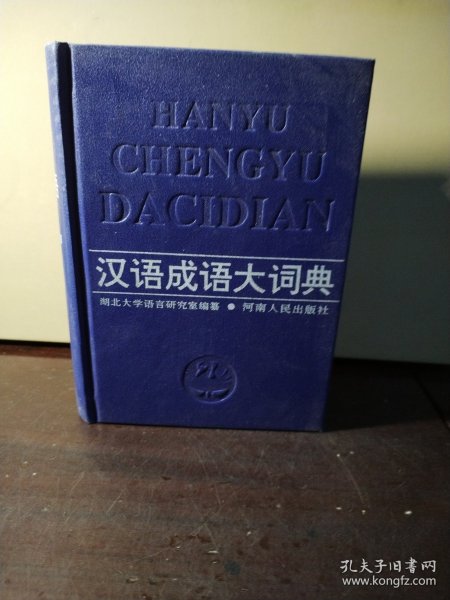 HANYU
CHENGYU
DACIDIAN
汉语成语大词典
湖北大学语言研究室编纂 ● 河南人民出版社
孔夫子旧书网
www.kongfz.com